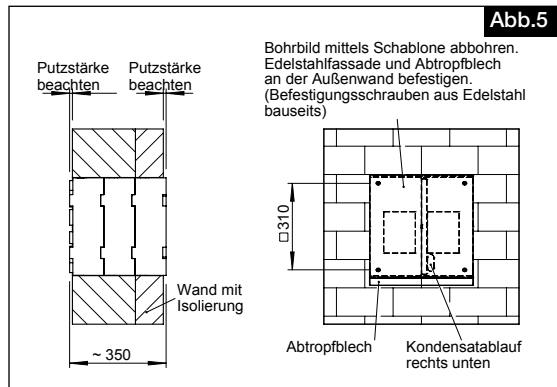 Abb.5
Bohrbild mittels Schablone abbohren.
Edelstahlfassade und Abtropfblech
an der Außenwand befestigen.
(Befestigungsschrauben aus Edelstahl
bauseits)
Putzstärke
beachten
Putzstärke
beachten
□310
Wand mit
Isolierung
~ 350
Abtropfblech
Kondensatablauf
rechts unten